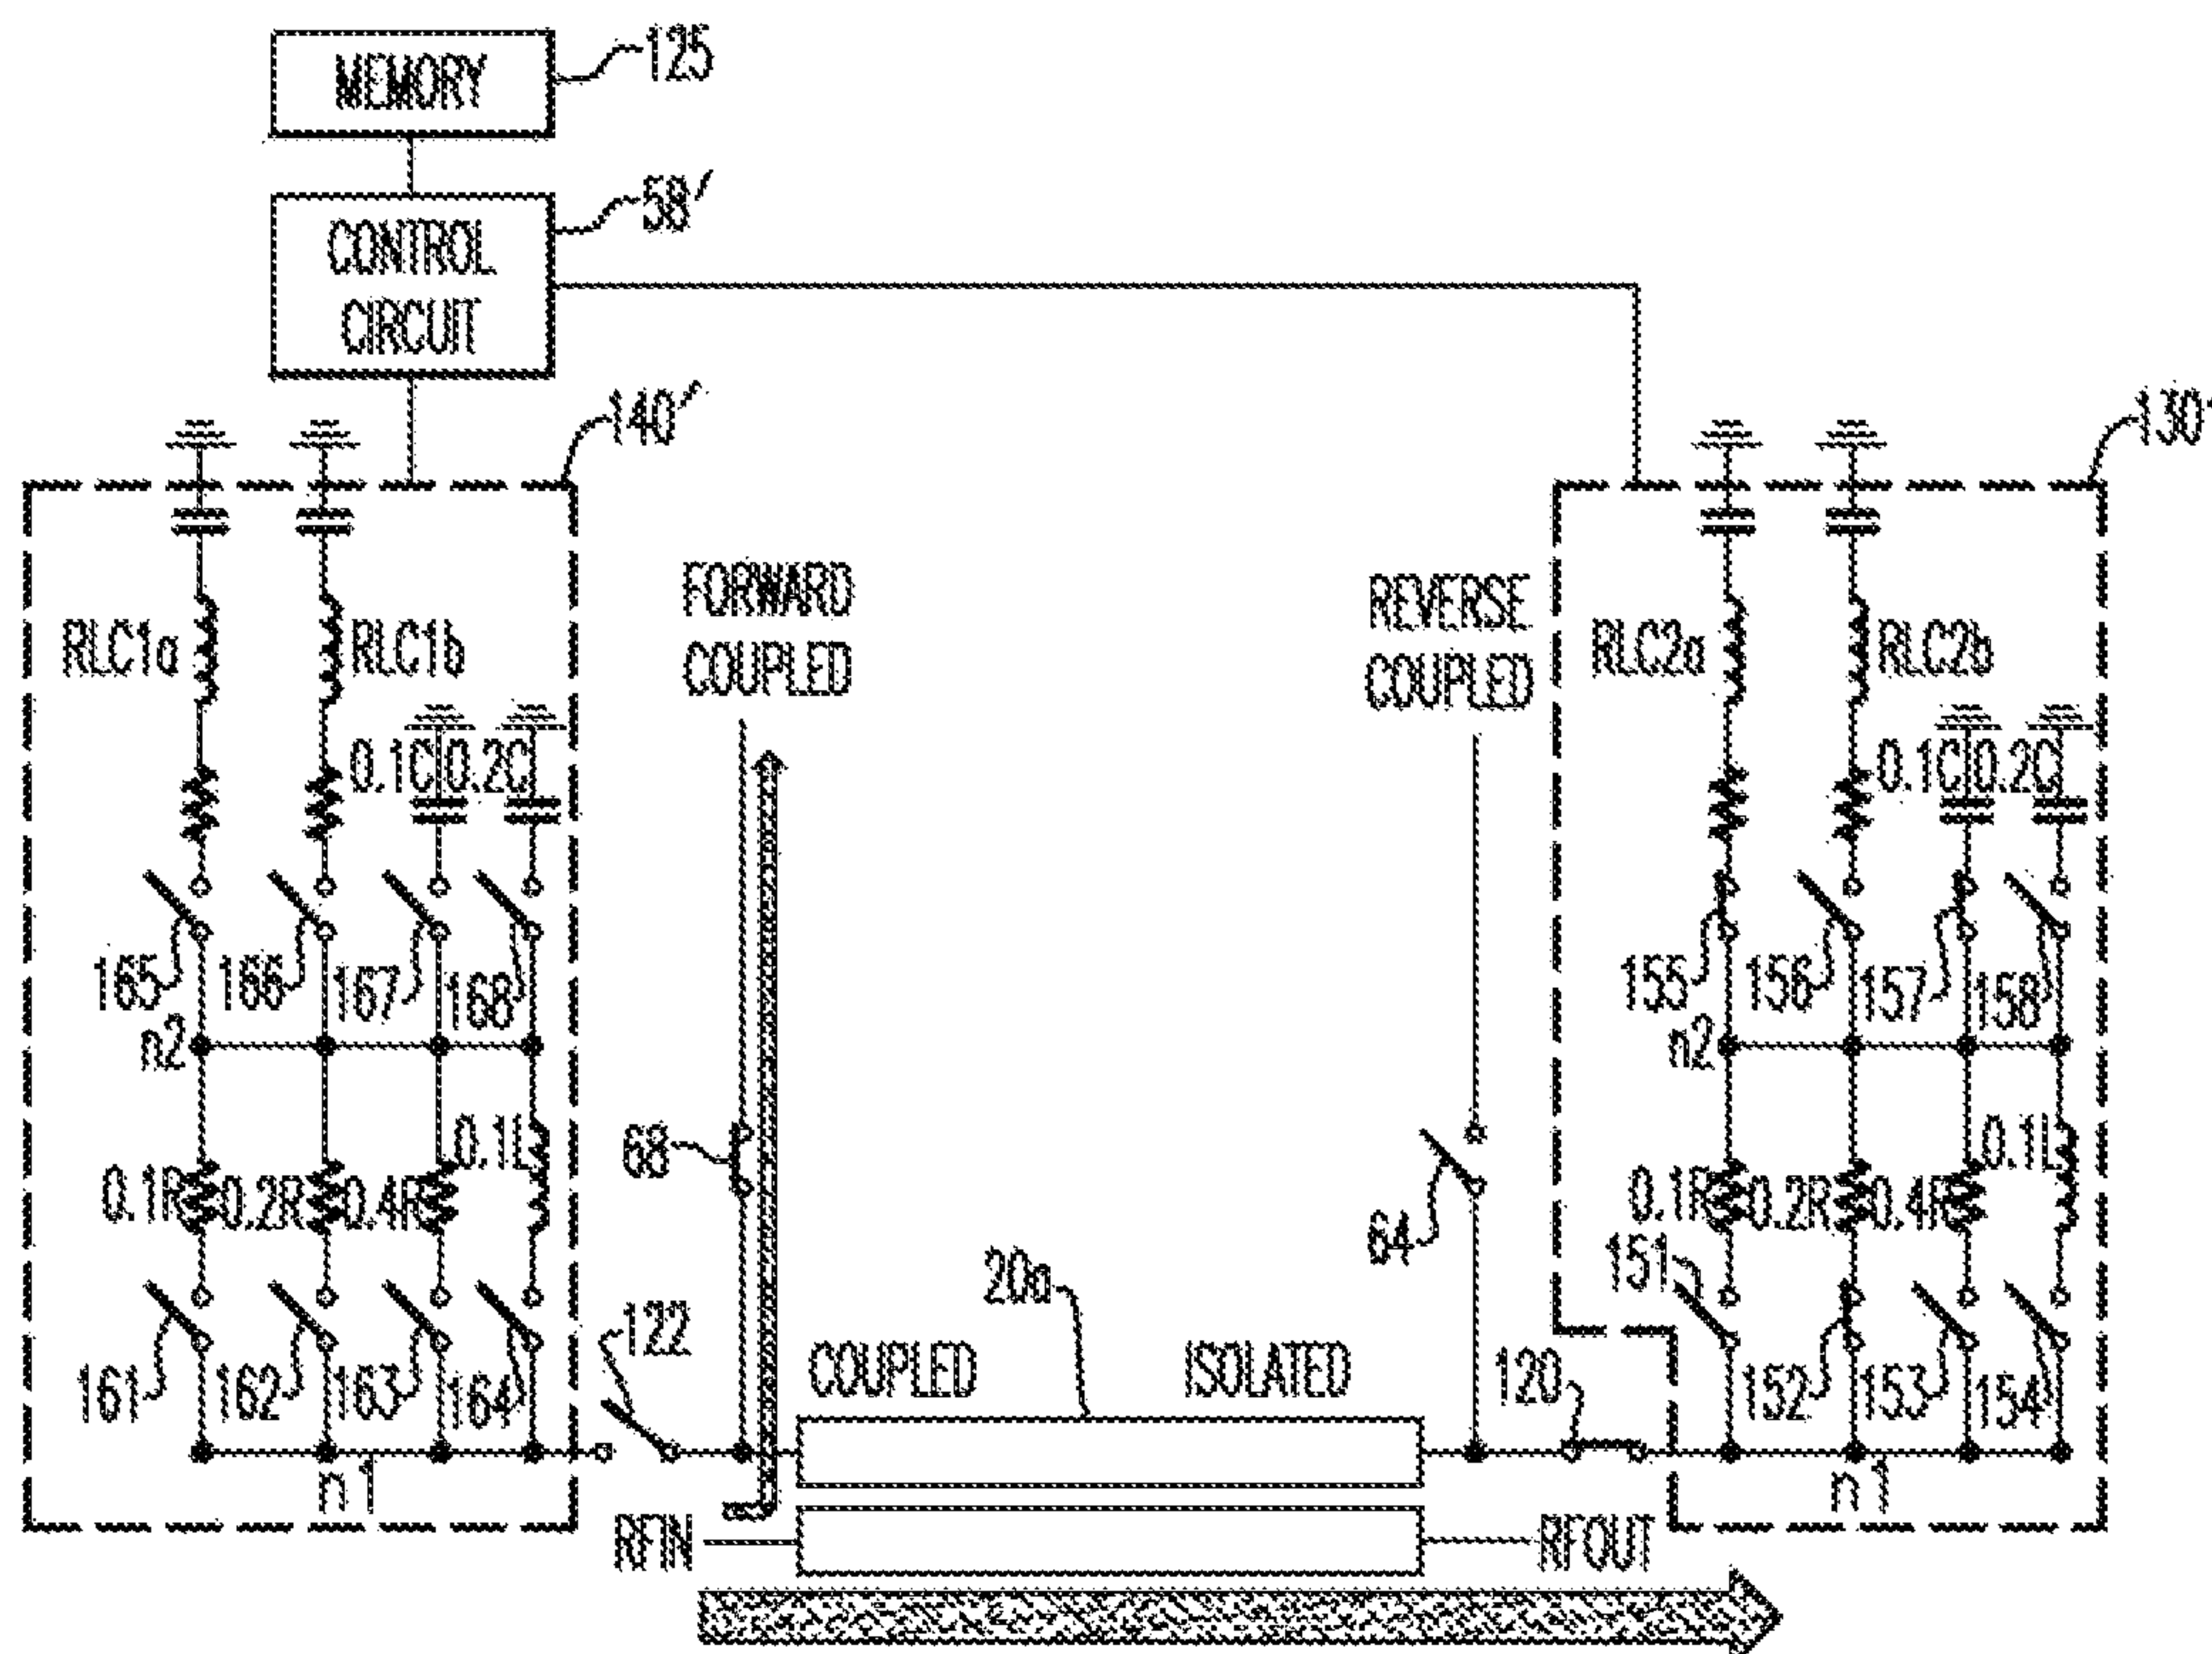 MEMORY
125
CONTROL
CIRCUIT
58′
140′
130′
RLC1a
RLC1b
0.1C
0.2C
165
166
167
168
n2
0.1R
0.2R
0.4R
0.1L
161
162
163
164
n1
122
FORWARD
COUPLED
68
REVERSE
COUPLED
64
20a
COUPLED
ISOLATED
120
RFIN
RFOUT
RLC2a
RLC2b
0.1C
0.2C
155
156
157
158
n2
0.1R
0.2R
0.4R
0.1L
151
152
153
154
n1